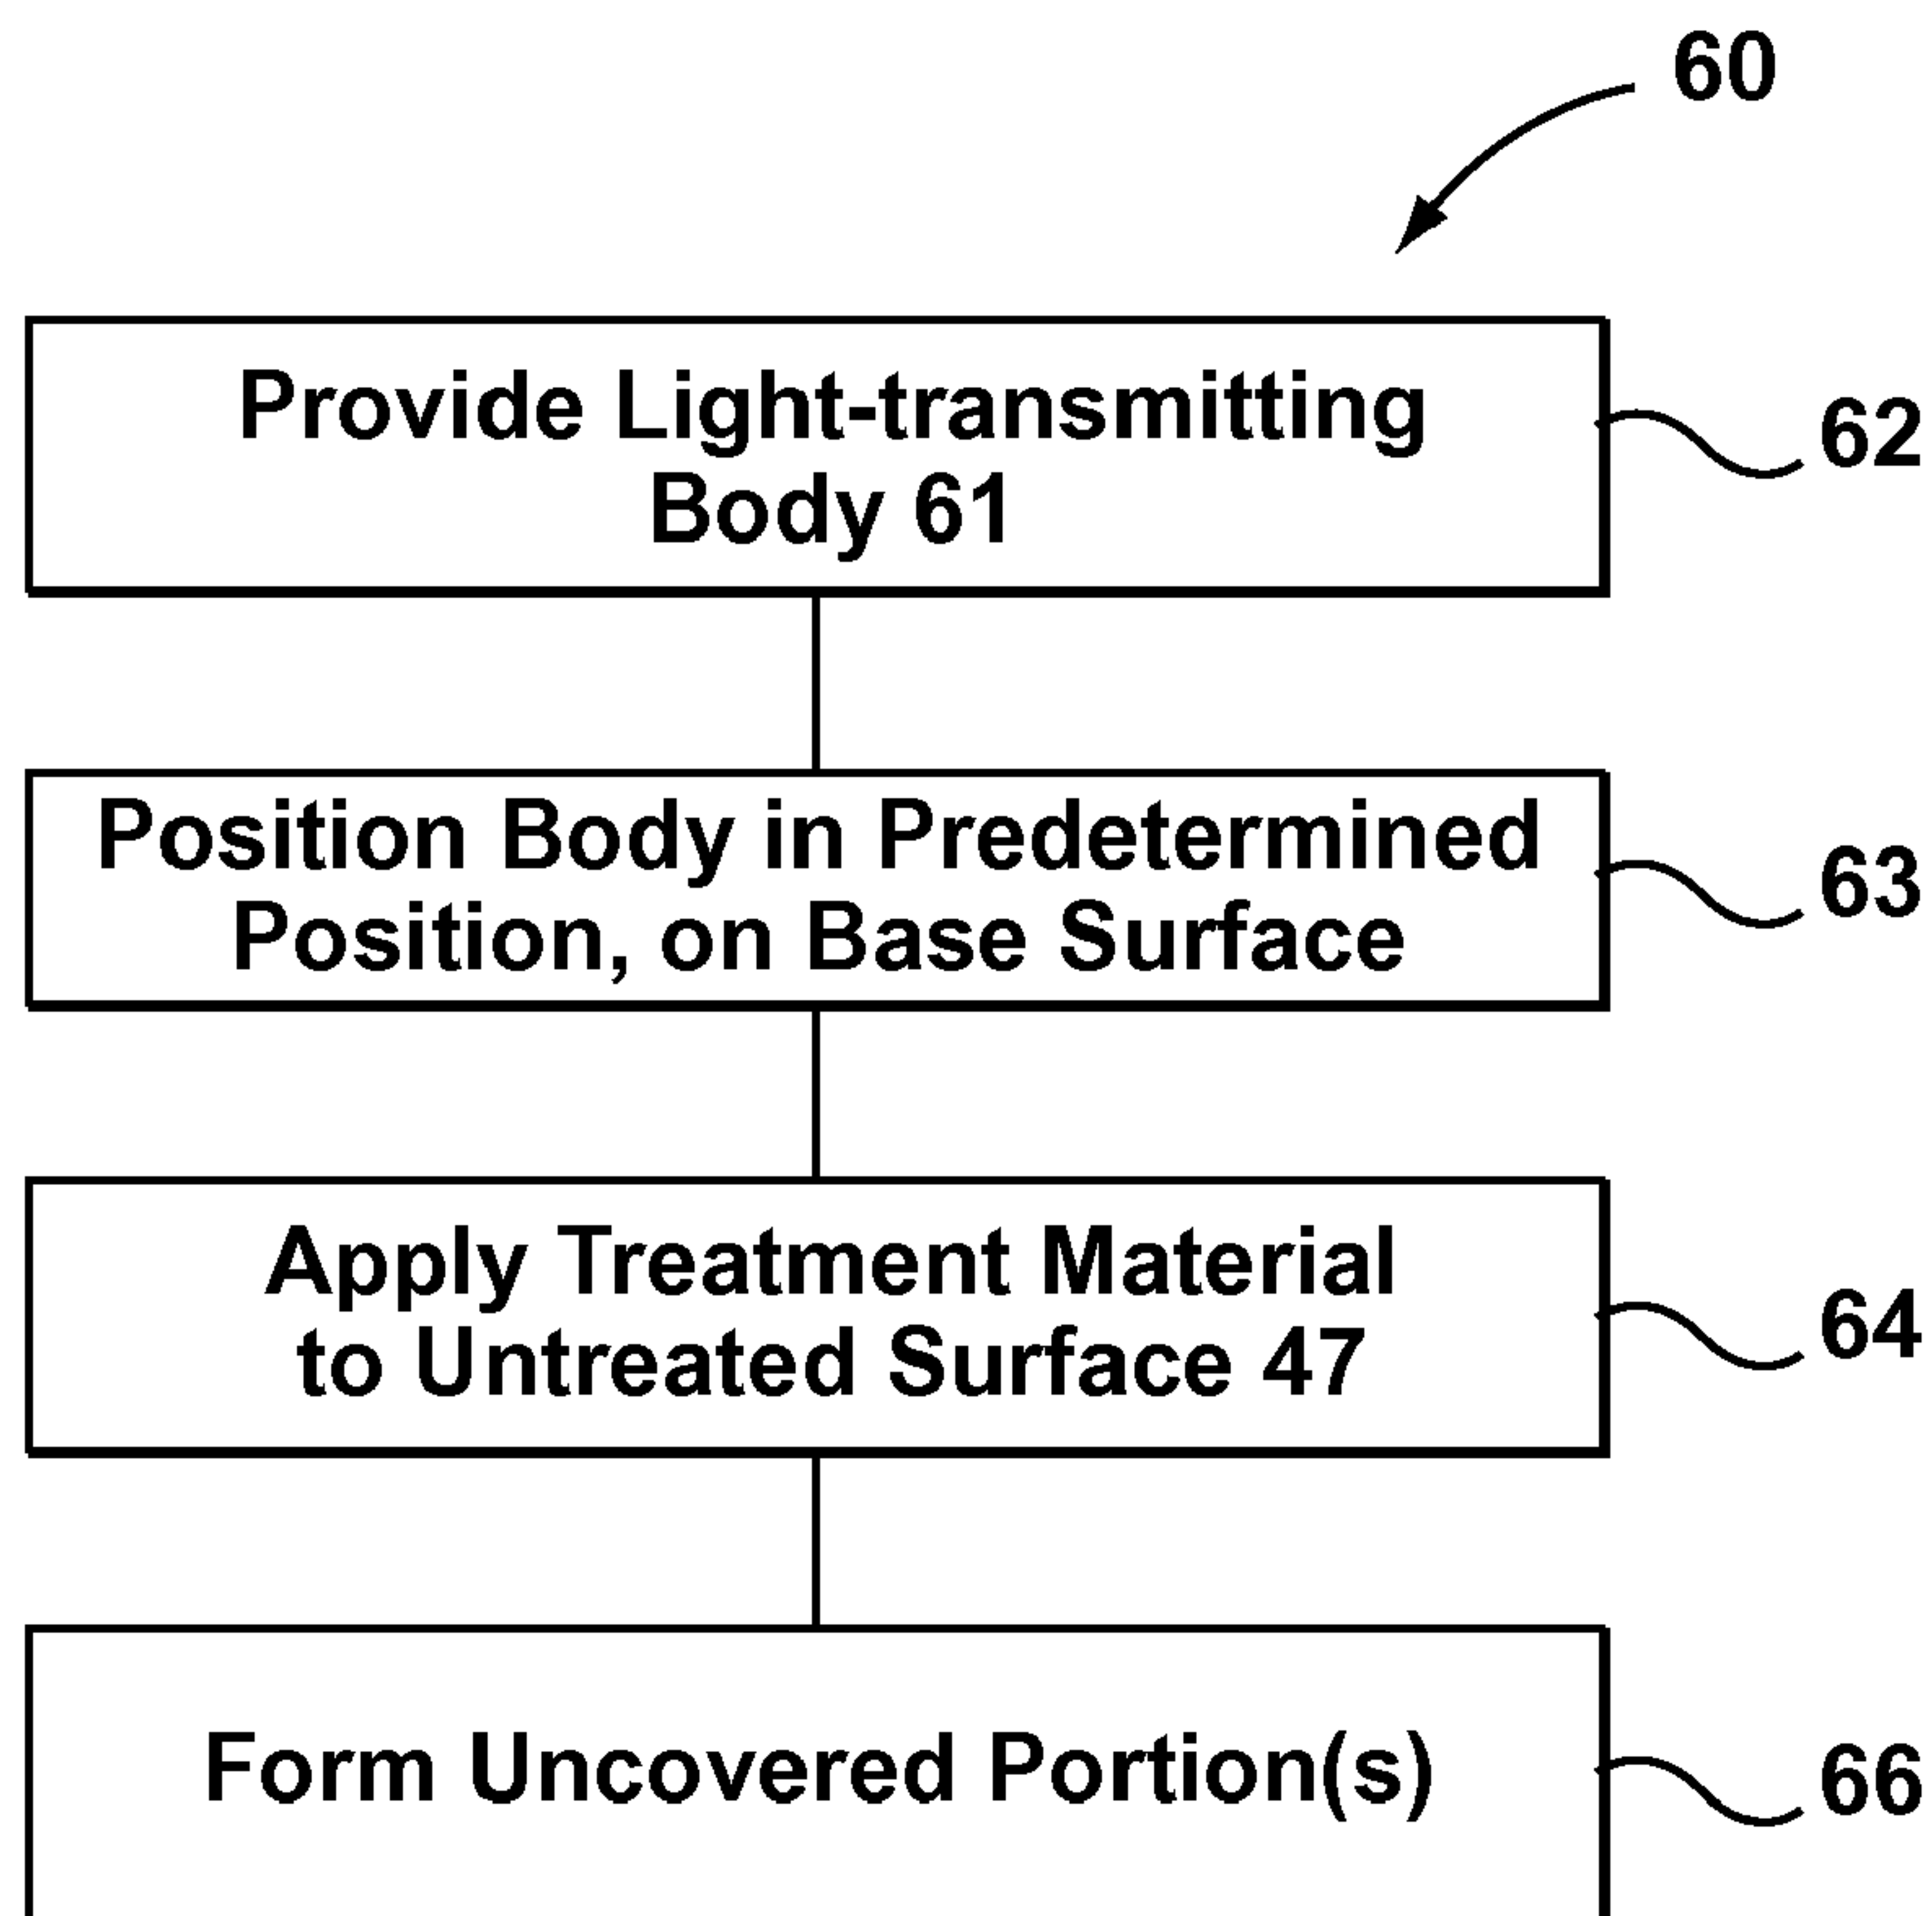 60
Provide Light-transmitting
Body 61
62
Position Body in Predetermined
Position, on Base Surface
63
Apply Treatment Material
to Untreated Surface 47
64
Form Uncovered Portion(s)
66